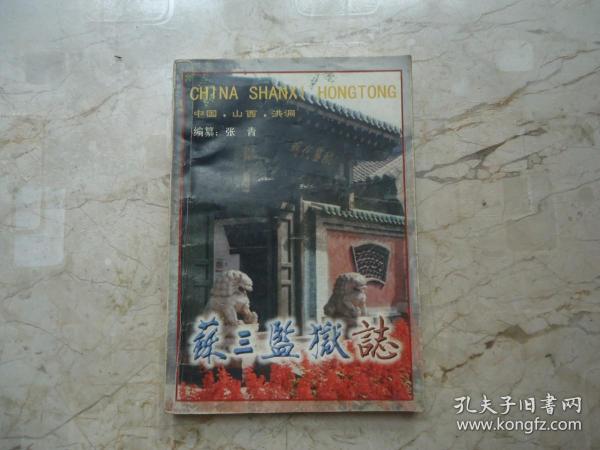 CHINA SHANXI HONGTONG
中国,山西,洪洞
编纂:张 青
蘇三監獄誌
孔夫子旧书网
www.kongfz.com